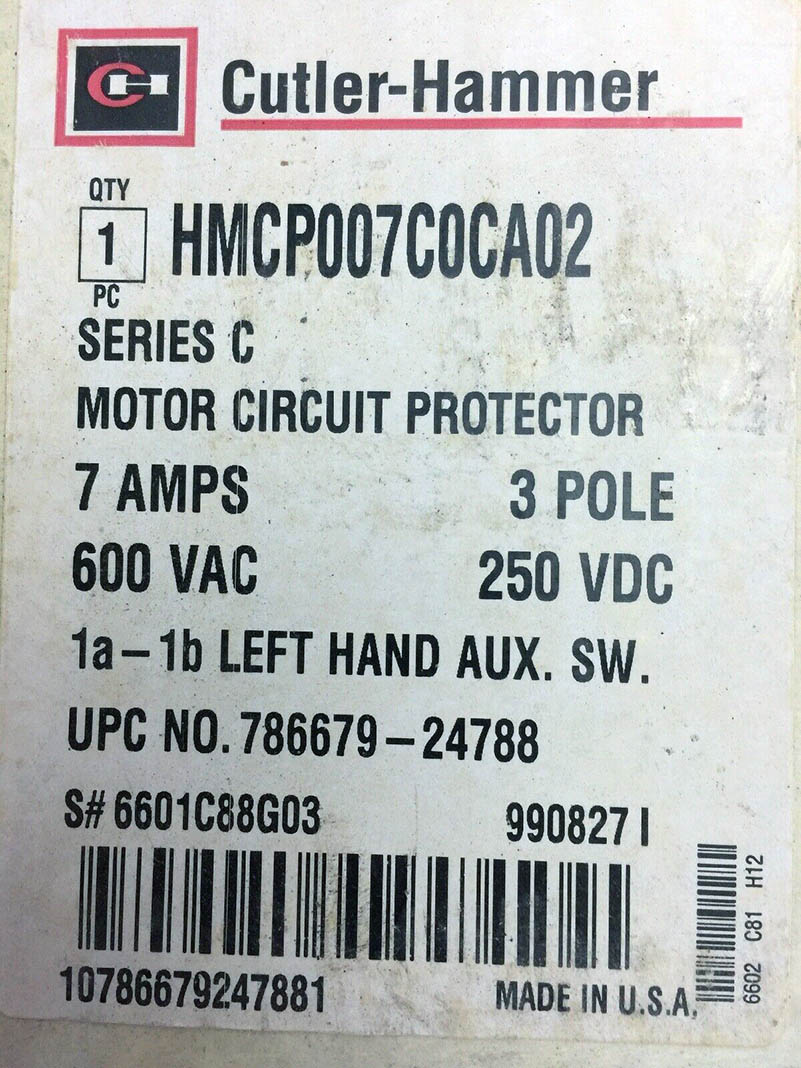 CH Cutler-Hammer
QTY
1
PC
HMCP007C0CA02
SERIES C
MOTOR CIRCUIT PROTECTOR
7 AMPS 3 POLE
600 VAC 250 VDC
1a-1b LEFT HAND AUX. SW.
UPC NO. 786679-24788
S# 6601C88G03 990827 I
10786679247881 MADE IN U.S.A.
6602 C81 H12